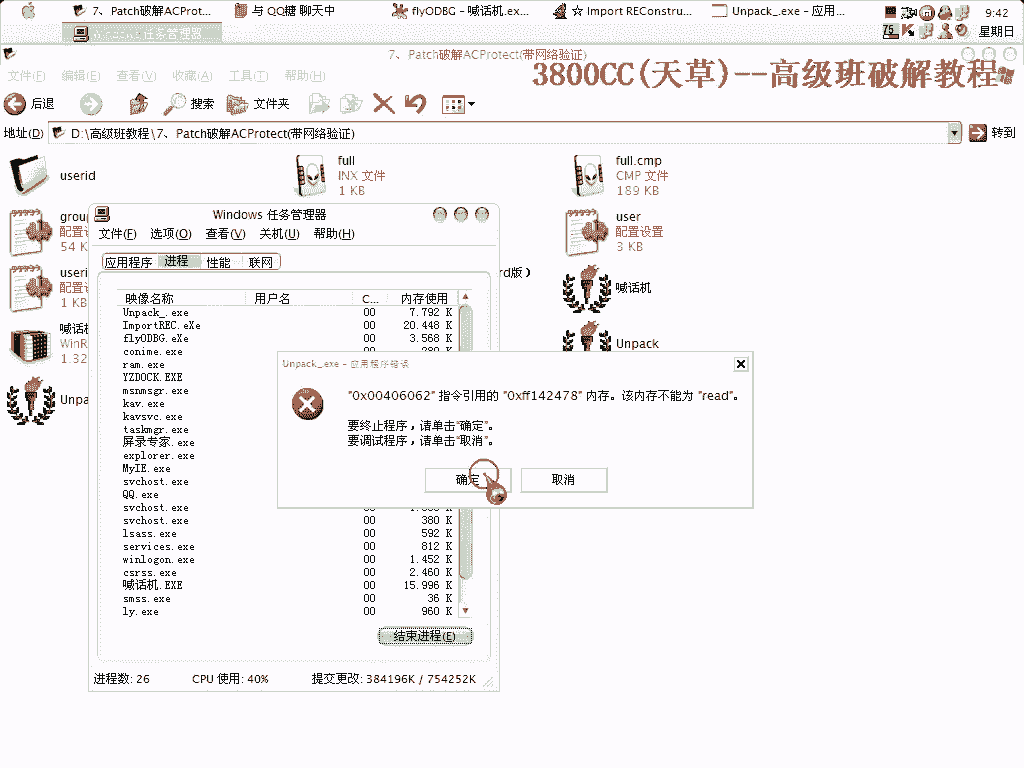 7、Patch破解ACProt...
与 QQ糖 聊天中
flyODBG - 喊话机.ex...
☆ Import REConstru...
Unpack_.exe - 应用...
9:42
75
星期日
Windows 任务管理器
7、Patch破解ACProtect(带网络验证)
文件(F) 编辑(E) 查看(V) 收藏(A) 工具(T) 帮助(H)
3800CC(天草)--高级班破解教程
后退
搜索
文件夹
地址(D)
D:\高级班教程\7、Patch破解ACProtect(带网络验证)
转到
userid
full
INX 文件
1 KB
full.cmp
CMP 文件
189 KB
group
配置设
54 K
user
配置设置
3 KB
useri
配置设
1 KB
rd版)
喊话机
喊话机
WinR
1.32
Unpack
Unpa
Windows 任务管理器
文件(F) 选项(O) 查看(V) 关机(U) 帮助(H)
应用程序 进程 性能 联网
映像名称 用户名 C... 内存使用
Unpack_.exe 00 7.792 K
ImportREC.eXe 00 20.448 K
flyODBG.eXe 00 3.568 K
conime.exe 00 280 K
ram.exe
YZDOCK.EXE
msnmsgr.exe
kav.exe
kavsvc.exe
taskmgr.exe
屏录专家.exe
explorer.exe
MyIE.exe
svchost.exe
QQ.exe
svchost.exe 00
svchost.exe 00 380 K
lsass.exe 00 592 K
services.exe 00 812 K
winlogon.exe 00 1.452 K
csrss.exe 00 2.460 K
喊话机.EXE 00 15.996 K
smss.exe 00 36 K
ly.exe 00 960 K
结束进程(E)
进程数: 26 CPU 使用: 40% 提交更改: 384196K / 754252K
Unpack_.exe - 应用程序错误
"0x00406062" 指令引用的 "0xff142478" 内存。该内存不能为 "read"。
要终止程序，请单击"确定"。
要调试程序，请单击"取消"。
确定
取消